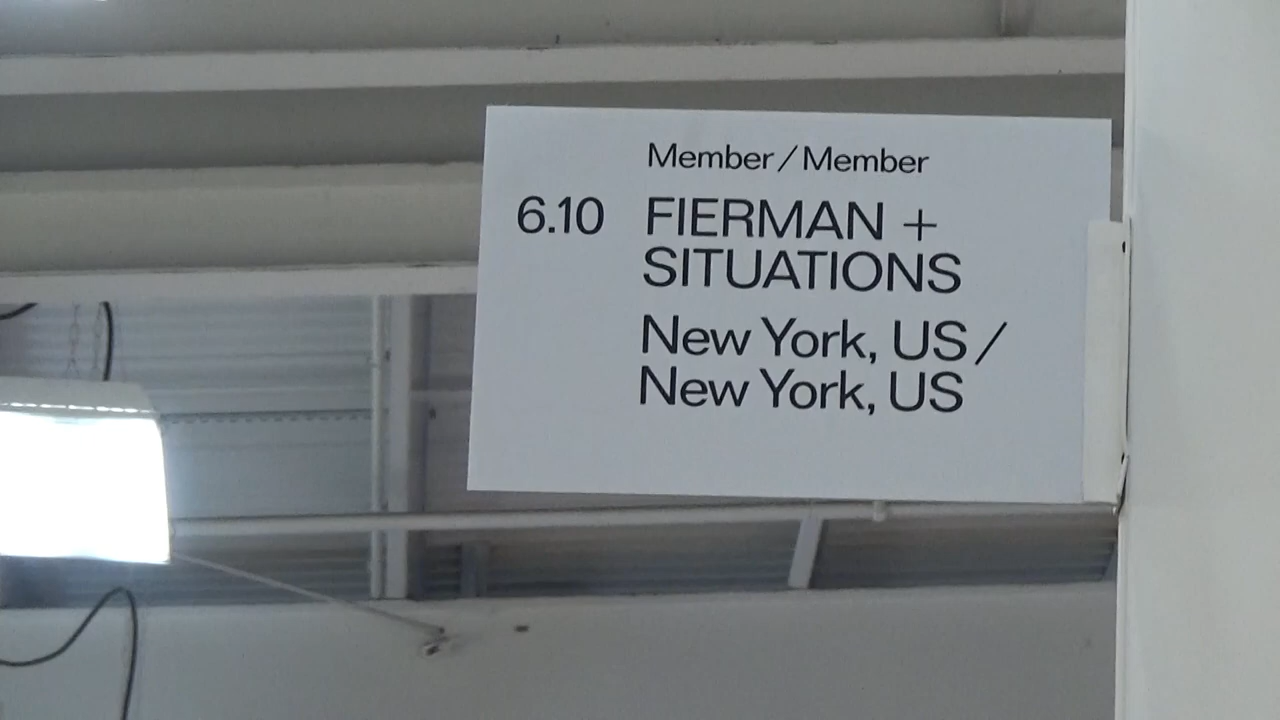 Member / Member
6.10 FIERMAN +
SITUATIONS
New York, US /
New York, US